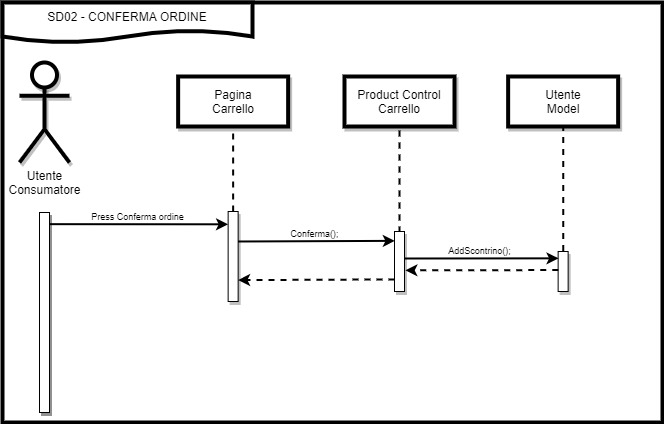 SD02 - CONFERMA ORDINE
Pagina
Carrello
Product Control
Carrello
Utente
Model
Utente
Consumatore
Press Conferma ordine
Conferma();
AddScontrino();